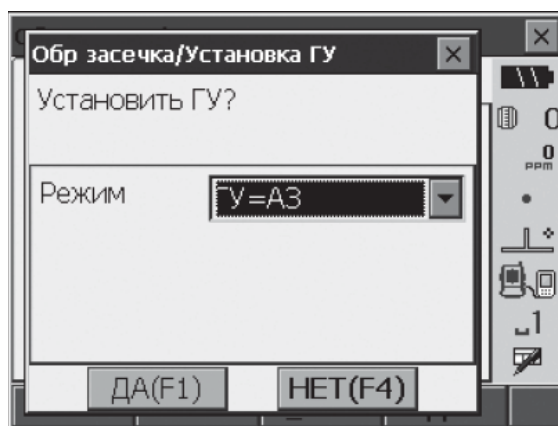 Обр засечка/Установка ГУ
Установить ГУ?
Режим
ГУ=АЗ
ДА(F1)
НЕТ(F4)
0
0
PPM
1